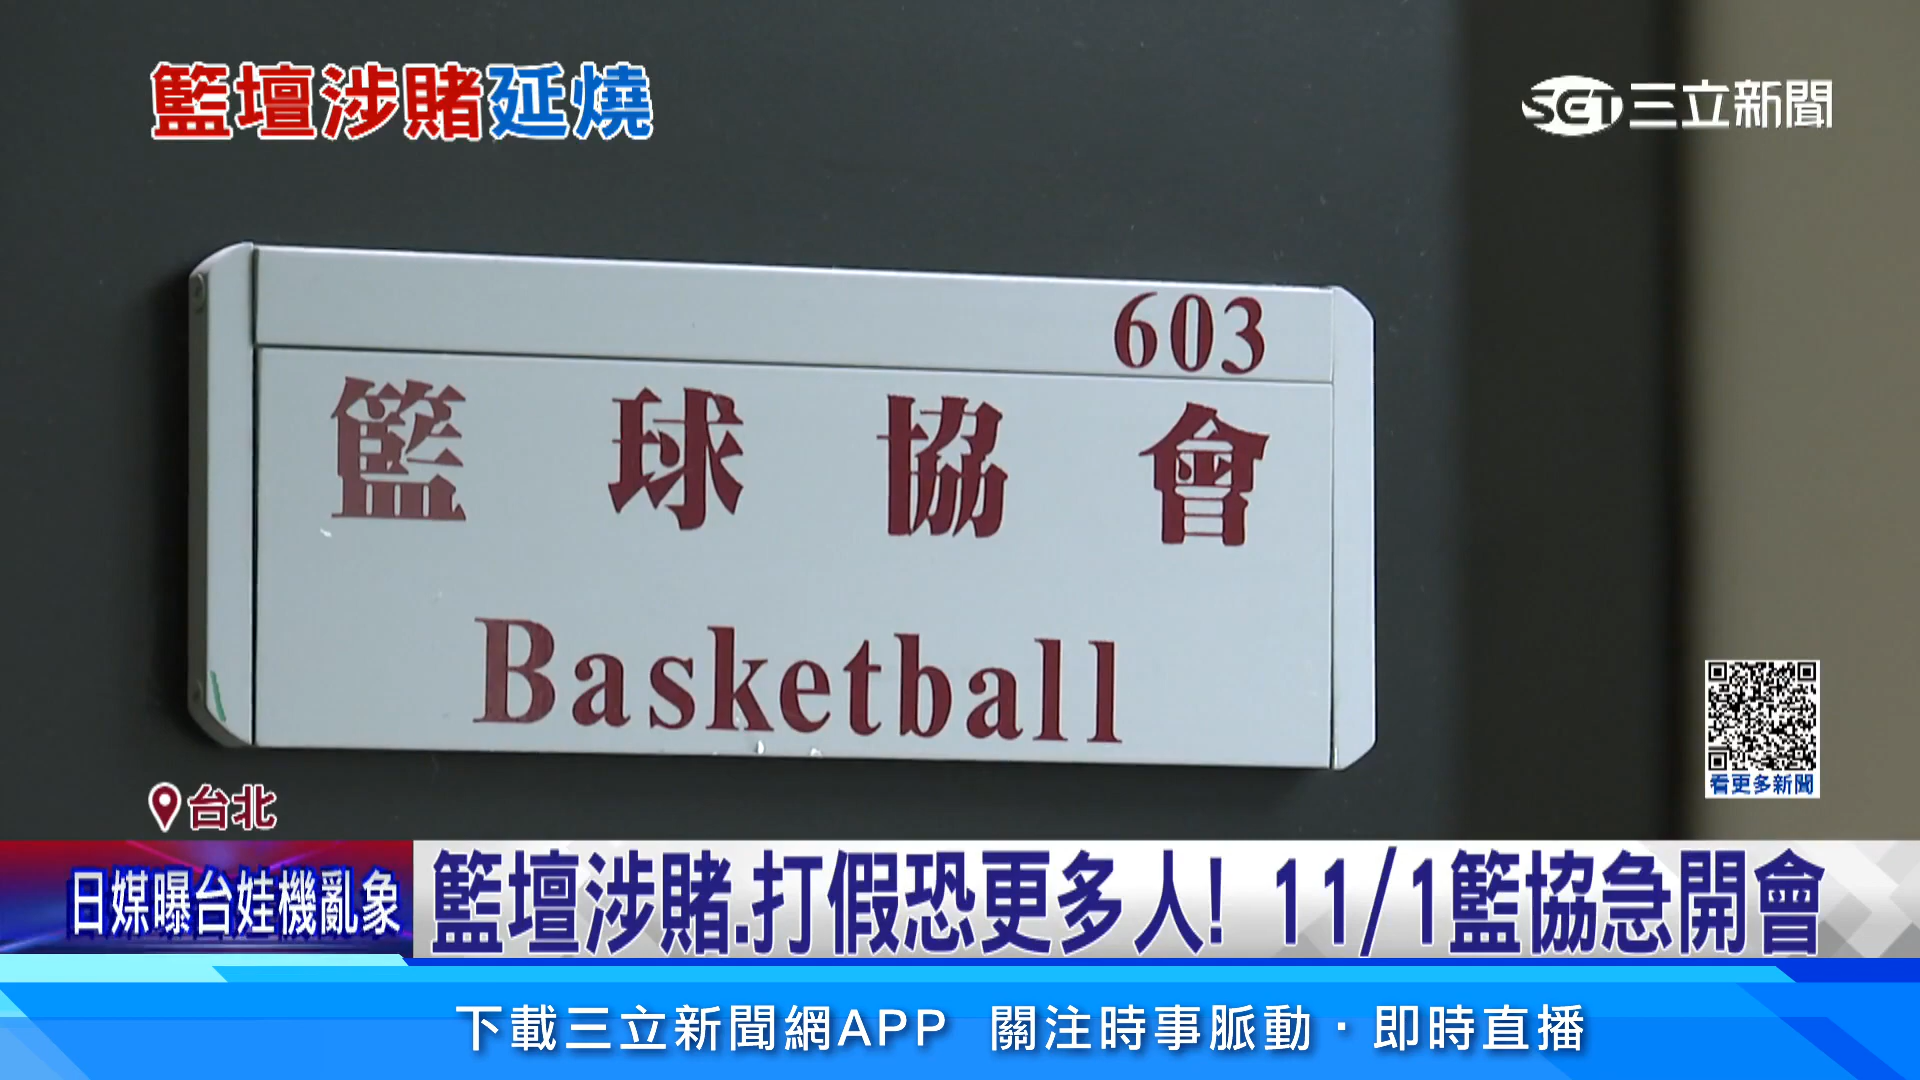 籃壇涉賭延燒
SET三立新聞
603
籃球協會
Basketball
看更多新聞
台北
日媒曝台娃機亂象
籃壇涉賭.打假恐更多人! 11/1籃協急開會
下載三立新聞網APP 關注時事脈動·即時直播